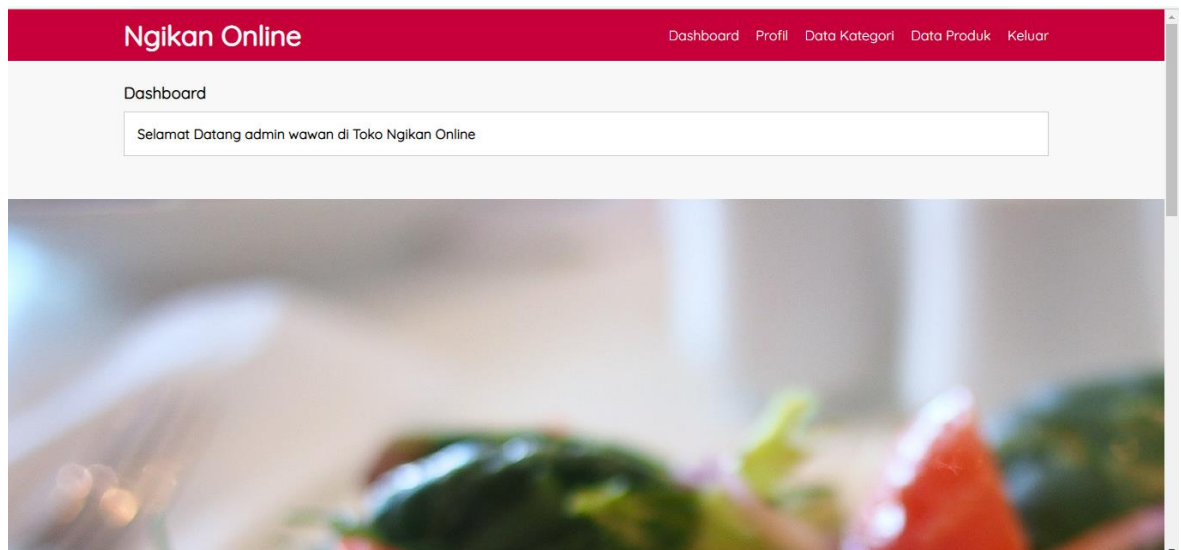 Ngikan Online
Dashboard Profil Data Kategori Data Produk Keluar
Dashboard
Selamat Datang admin wawan di Toko Ngikan Online